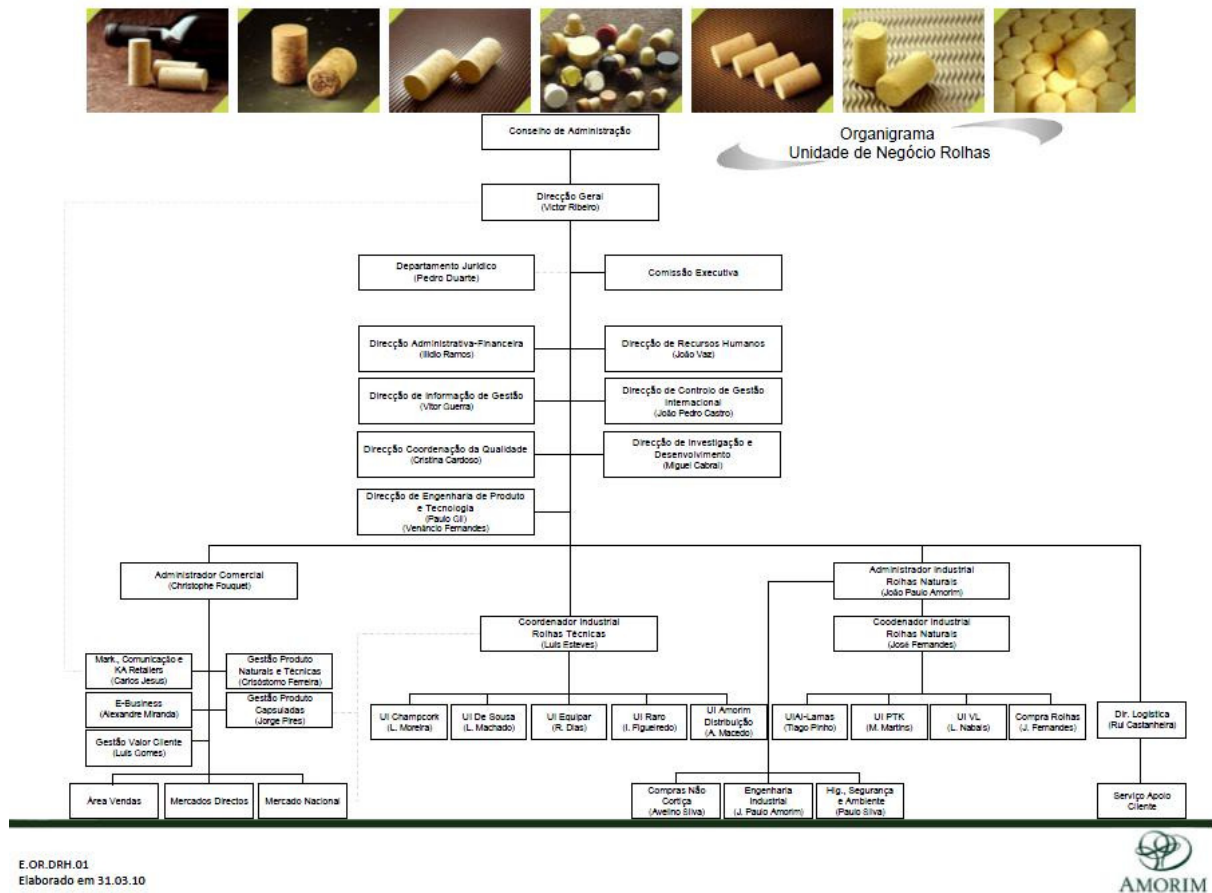 Organigrama
Unidade de Negócio Rolhas
Conselho de Administração
Direcção Geral
(Victor Ribeiro)
Departamento Jurídico
(Pedro Duarte)
Comissão Executiva
Direcção Administrativa-Financeira
(Ilídio Ramos)
Direcção de Recursos Humanos
(João Vaz)
Direcção de Informação de Gestão
(Vítor Guerra)
Direcção de Controlo de Gestão
Internacional
(João Pedro Castro)
Direcção Coordenação da Qualidade
(Cristina Cardoso)
Direcção de Investigação e
Desenvolvimento
(Miguel Cabral)
Direcção de Engenharia de Produto
e Tecnologia
(Paulo Gil)
(Venâncio Fernandes)
Administrador Comercial
(Christophe Fouquet)
Administrador Industrial
Rolhas Naturais
(João Paulo Amorim)
Coordenador Industrial
Rolhas Técnicas
(Luís Esteves)
Coodenador Industrial
Rolhas Naturais
(José Fernandes)
Mark., Comunicação e
KA Retailers
(Carlos Jesus)
Gestão Produto
Naturais e Técnicas
(Crisóstomo Ferreira)
E-Business
(Alexandre Miranda)
Gestão Produto
Capsuladas
(Jorge Pires)
Gestão Valor Cliente
(Luís Gomes)
UI Champcork
(L. Moreira)
UI De Sousa
(L. Machado)
UI Equipar
(R. Dias)
UI Raro
(I. Figueiredo)
UI Amorim
Distribuição
(A. Macedo)
UIAI-Lamas
(Tiago Pinho)
UI PTK
(M. Martins)
UI VL
(L. Nabais)
Compra Rolhas
(J. Fernandes)
Dir. Logística
(Rui Castanheira)
Área Vendas
Mercados Directos
Mercado Nacional
Compras Não
Cortiça
(Avelino Silva)
Engenharia
Industrial
(J. Paulo Amorim)
Hig., Segurança
e Ambiente
(Paulo Silva)
Serviço Apoio
Cliente
E.OR.DRH.01
Elaborado em 31.03.10
AMORIM